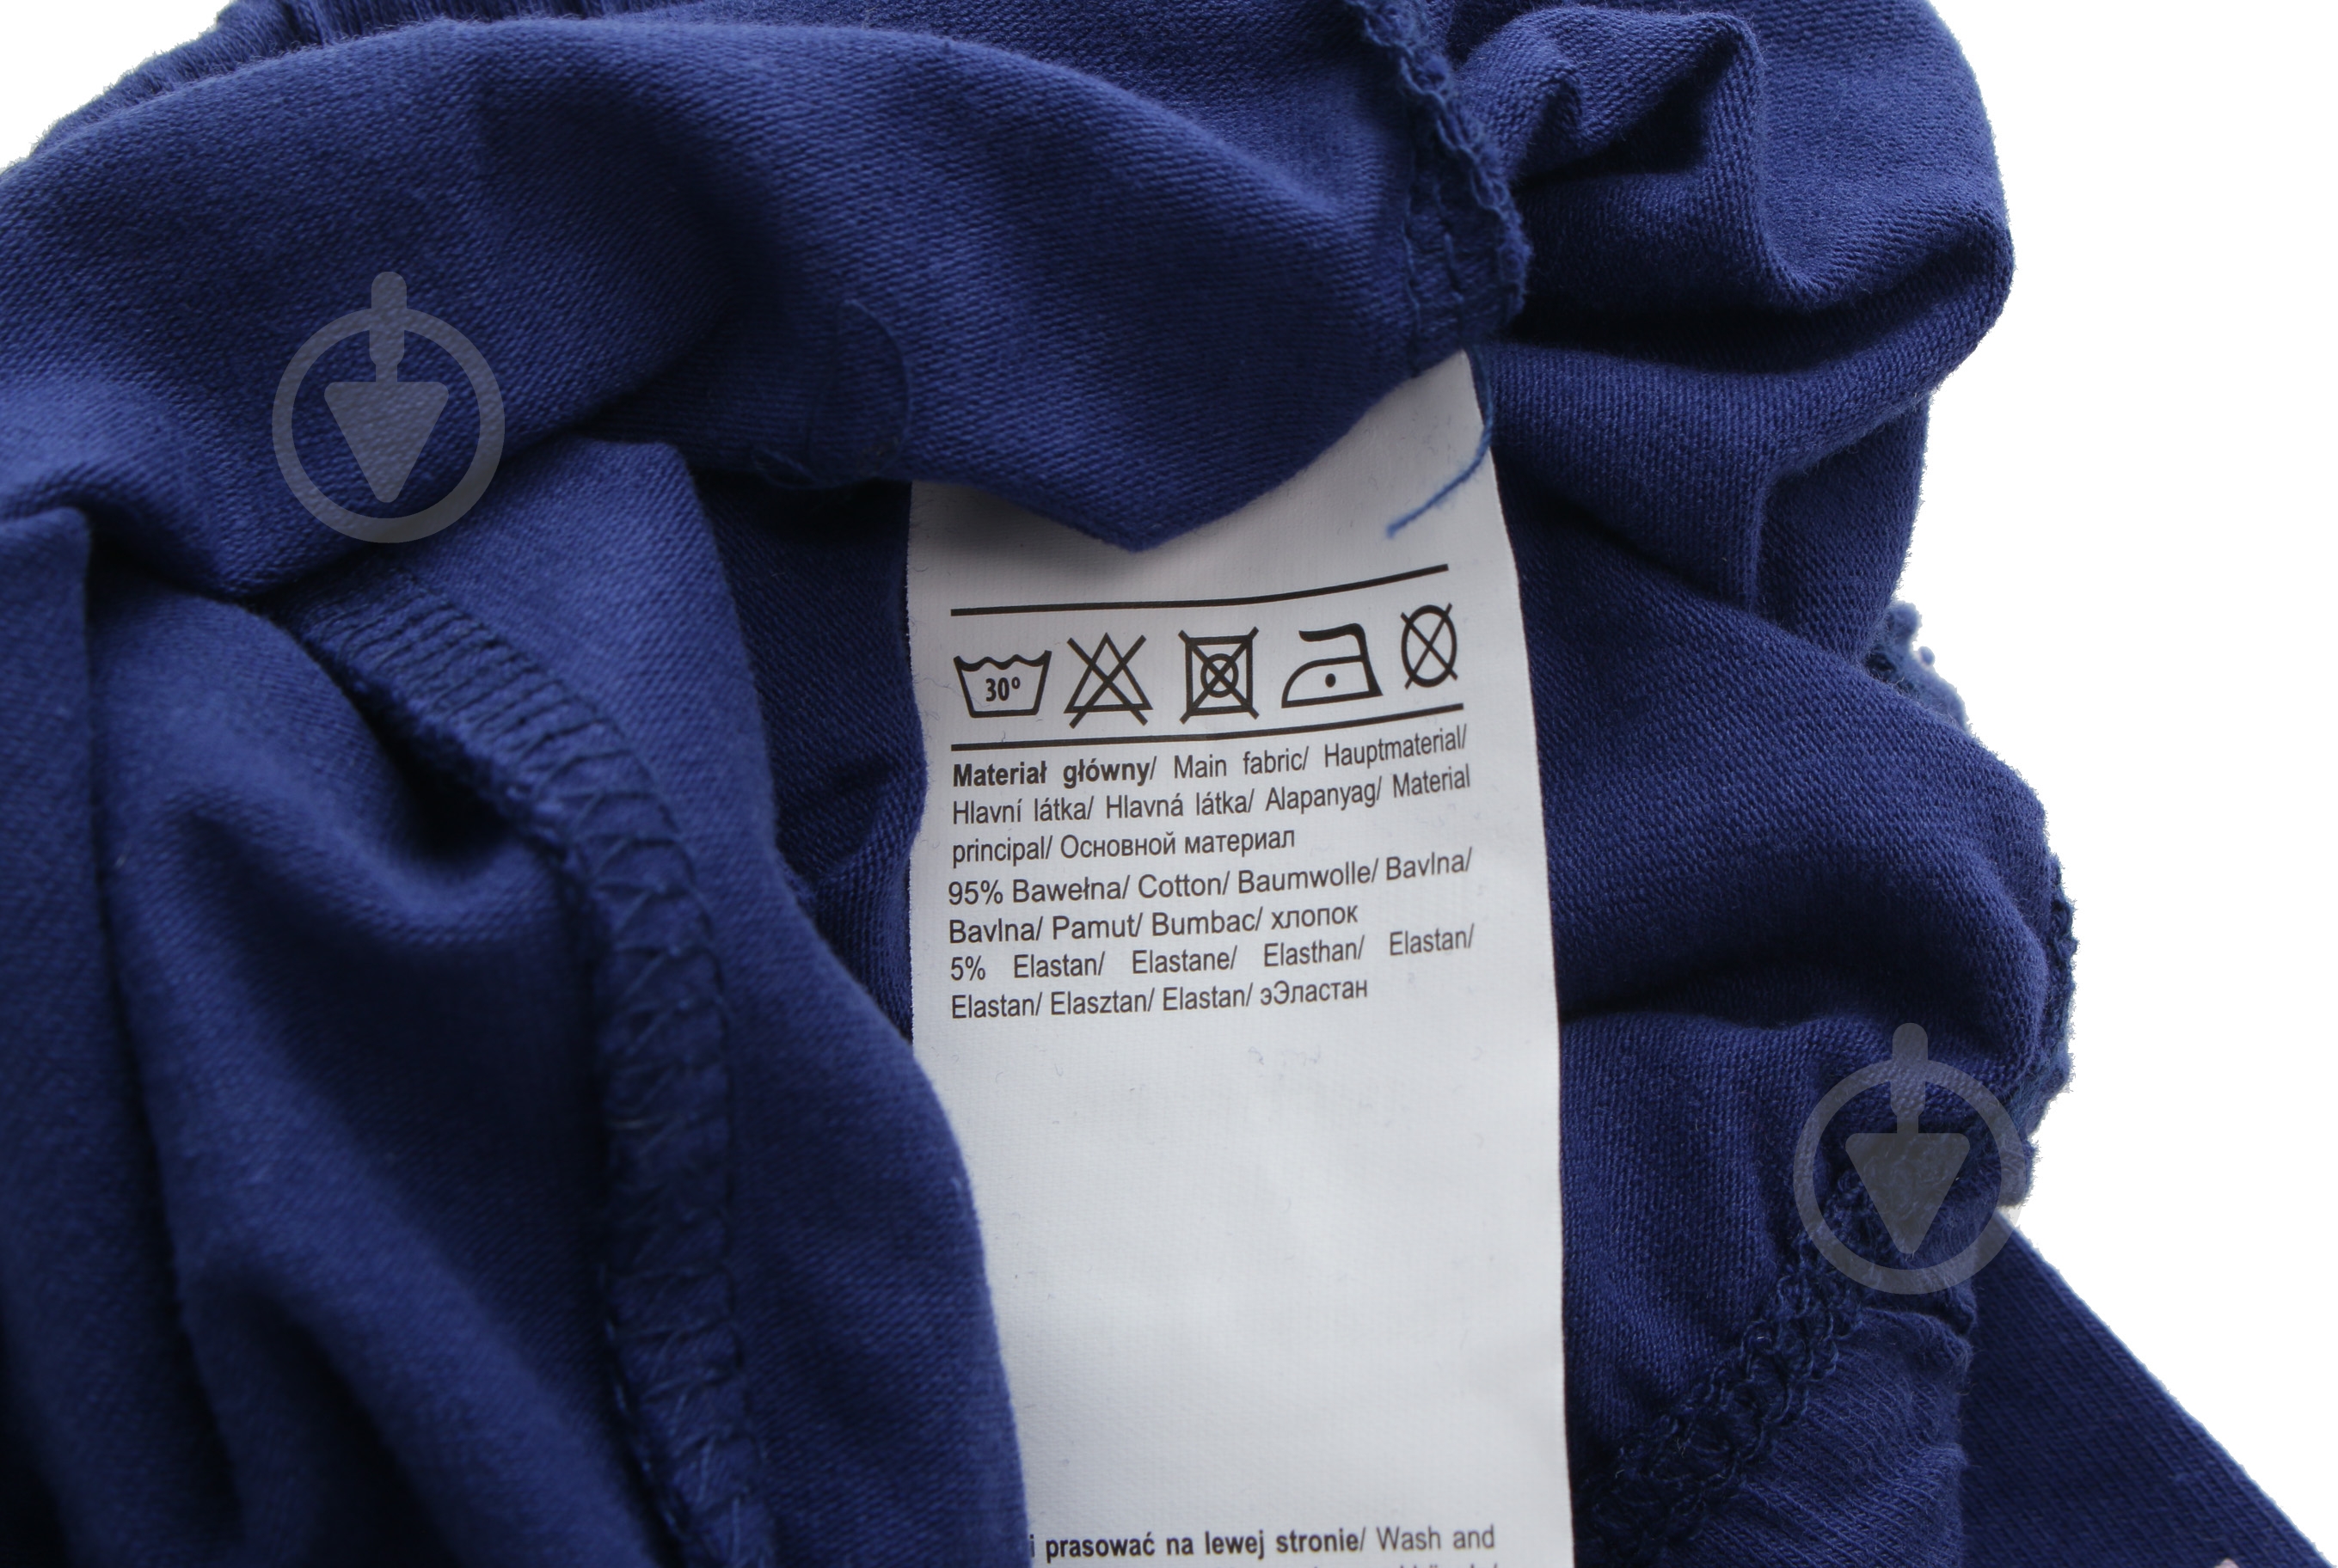 30°
Materiał główny/ Main fabric/ Hauptmaterial/
Hlavní látka/ Hlavná látka/ Alapanyag/ Material
principal/ Основной материал
95% Bawełna/ Cotton/ Baumwolle/ Bavlna/
Bavlna/ Pamut/ Bumbac/ хлопок
5% Elastan/ Elastane/ Elasthan/ Elastan/
Elastan/ Elasztan/ Elastan/ эЭластан
i prasować na lewej stronie/ Wash and